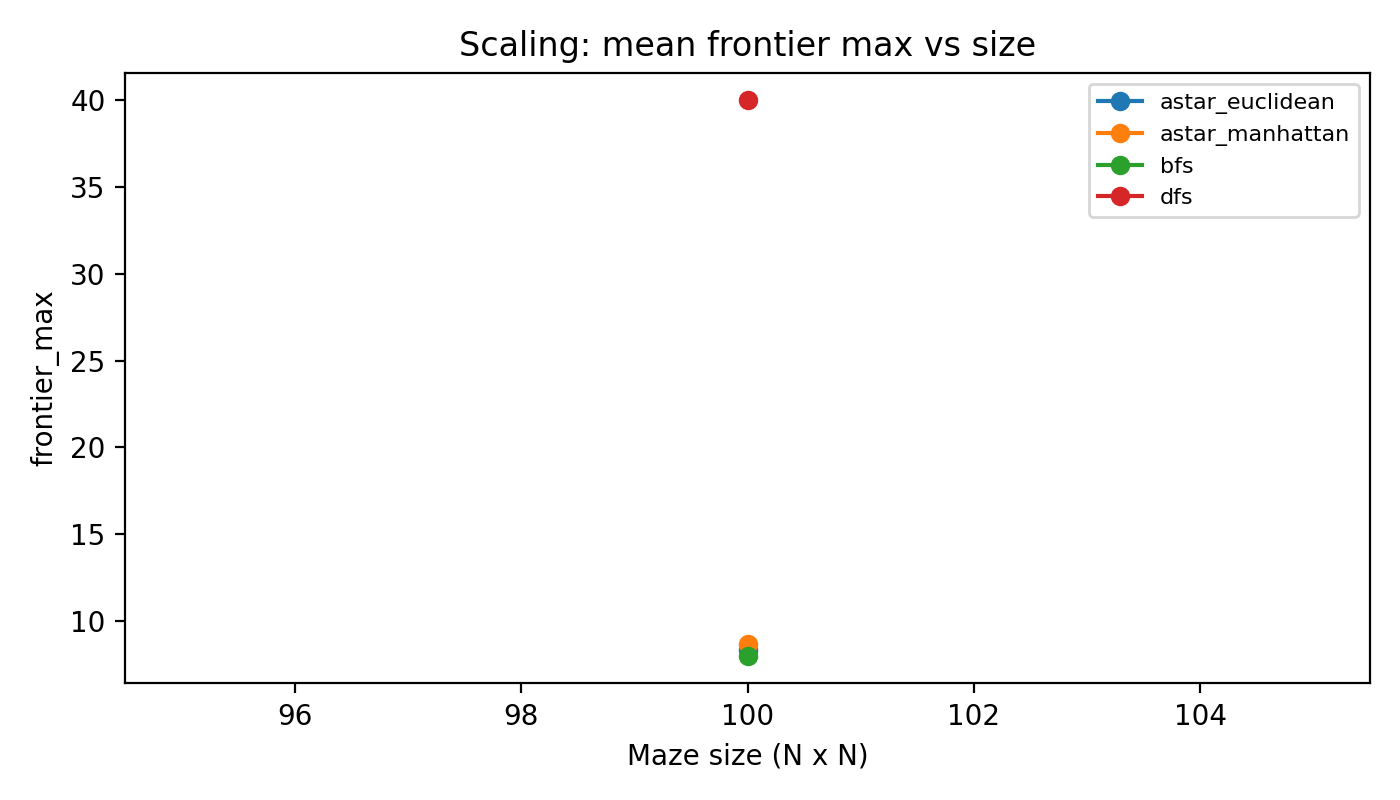 Scaling: mean frontier max vs size
astar_euclidean
astar_manhattan
bfs
dfs
frontier_max
40
35
30
25
20
15
10
96 98 100 102 104
Maze size (N x N)